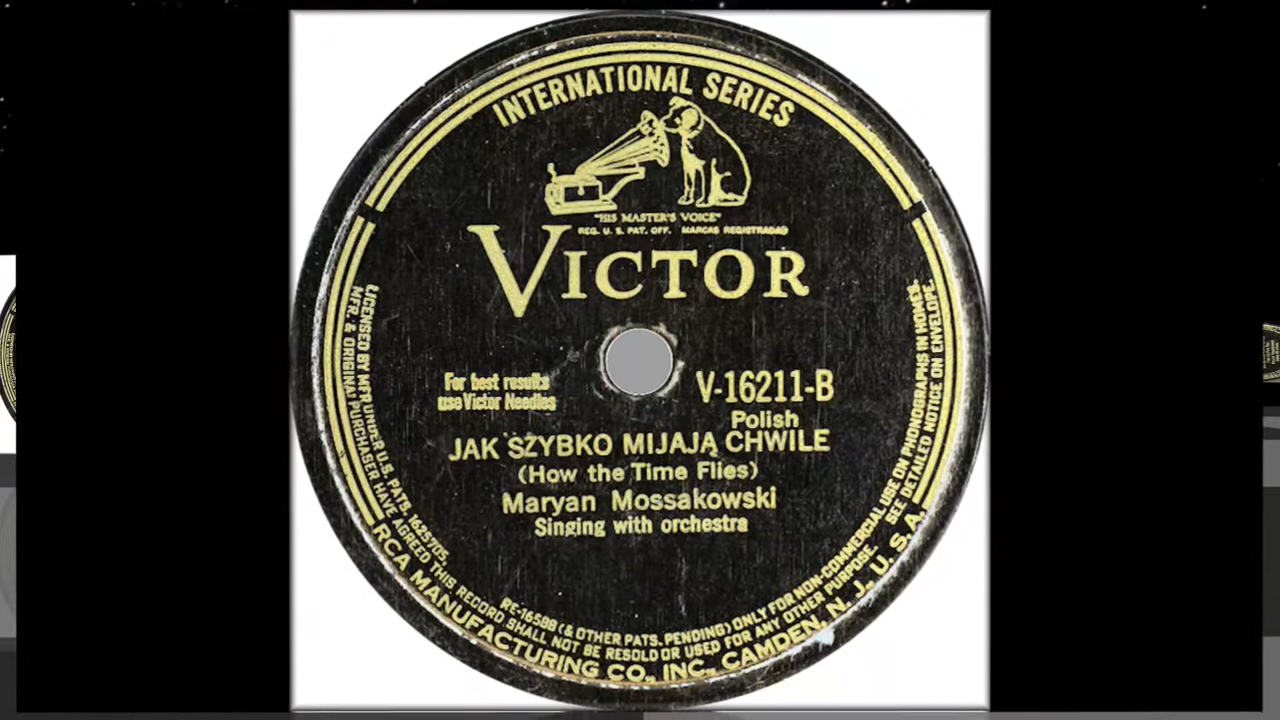 INTERNATIONAL SERIES
"HIS MASTER'S VOICE"
REG. U. S. PAT. OFF. MARCAS REGISTRADAS
VICTOR
For best results
use Victor Needles
V-16211-B
Polish
JAK SZYBKO MIJAJĄ CHWILE
(How the Time Flies)
Maryan Mossakowski
Singing with orchestra
LICENSED BY MFR. UNDER U.S. PATS. 1625705, RE-16588 (& OTHER PATS. PENDING) ONLY FOR NON-COMMERCIAL USE ON PHONOGRAPHS IN HOMES.
MFR. & ORIGINAL PURCHASER HAVE AGREED THIS RECORD SHALL NOT BE RESOLD OR USED FOR ANY OTHER PURPOSE. SEE DETAILED NOTICE ON ENVELOPE.
RCA MANUFACTURING CO., INC., CAMDEN, N. J., U. S. A.